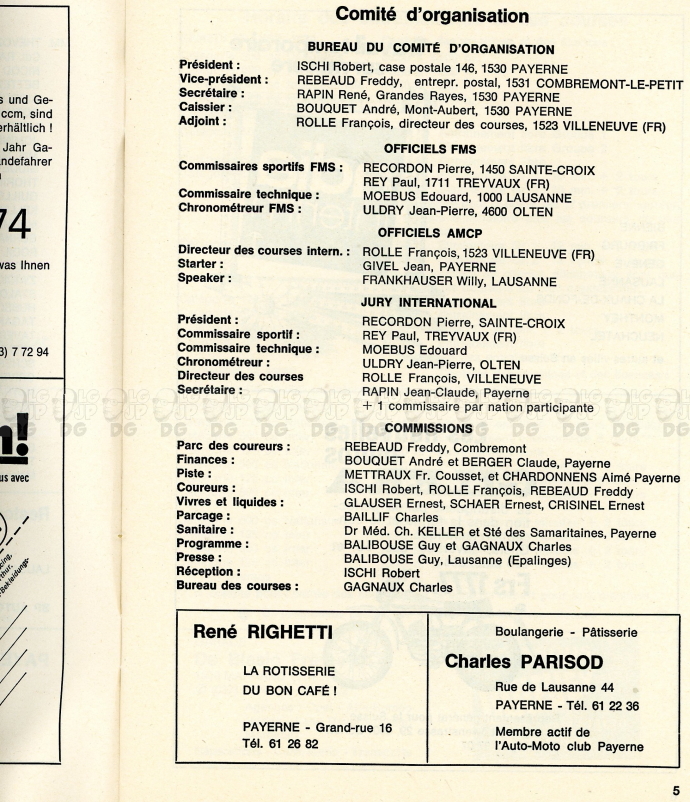 s und Ge-
ccm, sind
erhältlich !
Jahr Ga-
ndefahrer
74
was Ihnen
3) 7 72 94
n!
us avec
Comité d'organisation
BUREAU DU COMITÉ D'ORGANISATION
Président : ISCHI Robert, case postale 146, 1530 PAYERNE
Vice-président : REBEAUD Freddy, entrepr. postal, 1531 COMBREMONT-LE-PETIT
Secrétaire : RAPIN René, Grandes Rayes, 1530 PAYERNE
Caissier : BOUQUET André, Mont-Aubert, 1530 PAYERNE
Adjoint : ROLLE François, directeur des courses, 1523 VILLENEUVE (FR)
OFFICIELS FMS
Commissaires sportifs FMS : RECORDON Pierre, 1450 SAINTE-CROIX
REY Paul, 1711 TREYVAUX (FR)
Commissaire technique : MOEBUS Edouard, 1000 LAUSANNE
Chronométreur FMS : ULDRY Jean-Pierre, 4600 OLTEN
OFFICIELS AMCP
Directeur des courses intern. : ROLLE François, 1523 VILLENEUVE (FR)
Starter : GIVEL Jean, PAYERNE
Speaker : FRANKHAUSER Willy, LAUSANNE
JURY INTERNATIONAL
Président : RECORDON Pierre, SAINTE-CROIX
Commissaire sportif : REY Paul, TREYVAUX (FR)
Commissaire technique : MOEBUS Edouard
Chronométreur : ULDRY Jean-Pierre, OLTEN
Directeur des courses ROLLE François, VILLENEUVE
Secrétaire : RAPIN Jean-Claude, Payerne
+ 1 commissaire par nation participante
COMMISSIONS
Parc des coureurs : REBEAUD Freddy, Combremont
Finances : BOUQUET André et BERGER Claude, Payerne
Piste : METTRAUX Fr. Cousset, et CHARDONNENS Aimé Payerne
Coureurs : ISCHI Robert, ROLLE François, REBEAUD Freddy
Vivres et liquides : GLAUSER Ernest, SCHAER Ernest, CRISINEL Ernest
Parcage : BAILLIF Charles
Sanitaire : Dr Méd. Ch. KELLER et Sté des Samaritaines, Payerne
Programme : BALIBOUSE Guy et GAGNAUX Charles
Presse : BALIBOUSE Guy, Lausanne (Epalinges)
Réception : ISCHI Robert
Bureau des courses : GAGNAUX Charles
René RIGHETTI
LA ROTISSERIE
DU BON CAFÉ !
PAYERNE - Grand-rue 16
Tél. 61 26 82
Boulangerie - Pâtisserie
Charles PARISOD
Rue de Lausanne 44
PAYERNE - Tél. 61 22 36
Membre actif de
l'Auto-Moto club Payerne
5